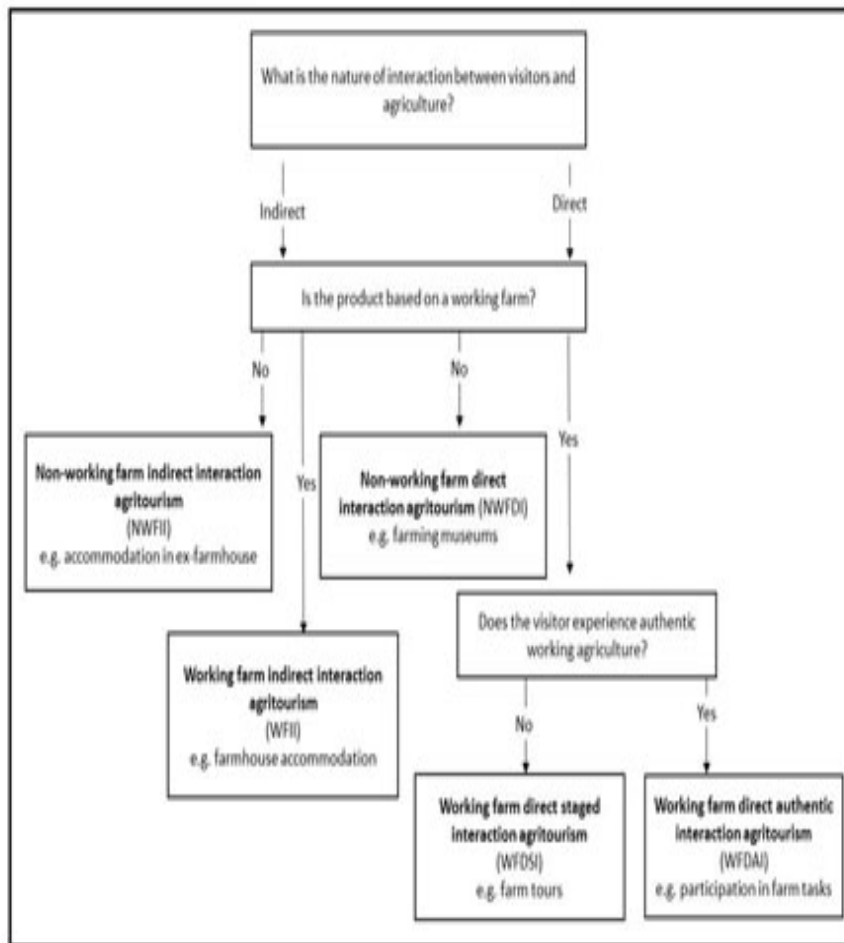 What is the nature of interaction between visitors and
agriculture?
Indirect
Direct
Is the product based on a working farm?
No
No
Yes
Yes
Non-working farm indirect interaction
agritourism
(NWFII)
e.g. accommodation in ex-farmhouse
Non-working farm direct
interaction agritourism (NWFDI)
e.g. farming museums
Does the visitor experience authentic
working agriculture?
Working farm indirect interaction
agritourism
(WFII)
e.g. farmhouse accommodation
No
Yes
Working farm direct staged
interaction agritourism
(WFDSI)
e.g. farm tours
Working farm direct authentic
interaction agritourism
(WFDAI)
e.g. participation in farm tasks